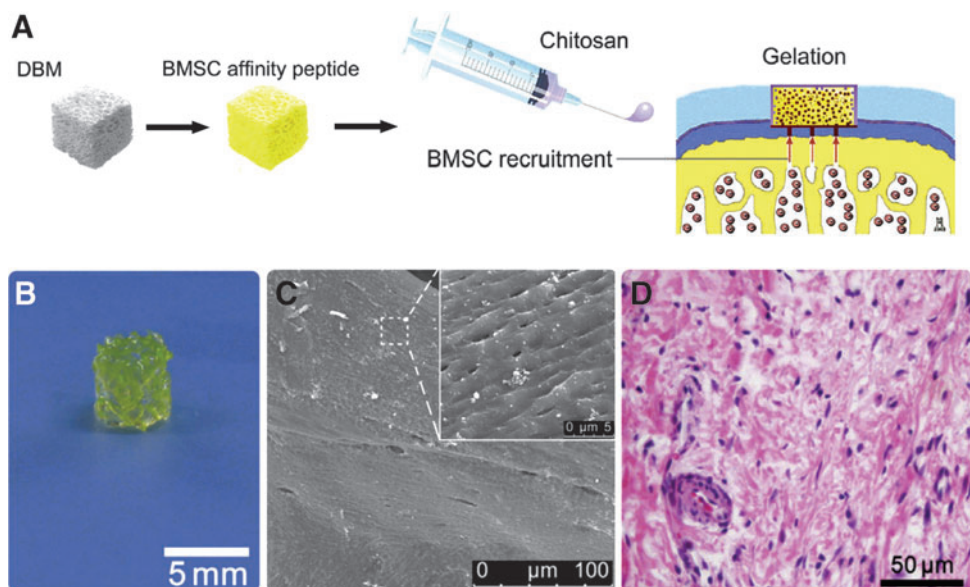 A
DBM
BMSC affinity peptide
Chitosan
Gelation
BMSC recruitment
B
5 mm
C
0 µm 5
0 µm 100
D
50 µm